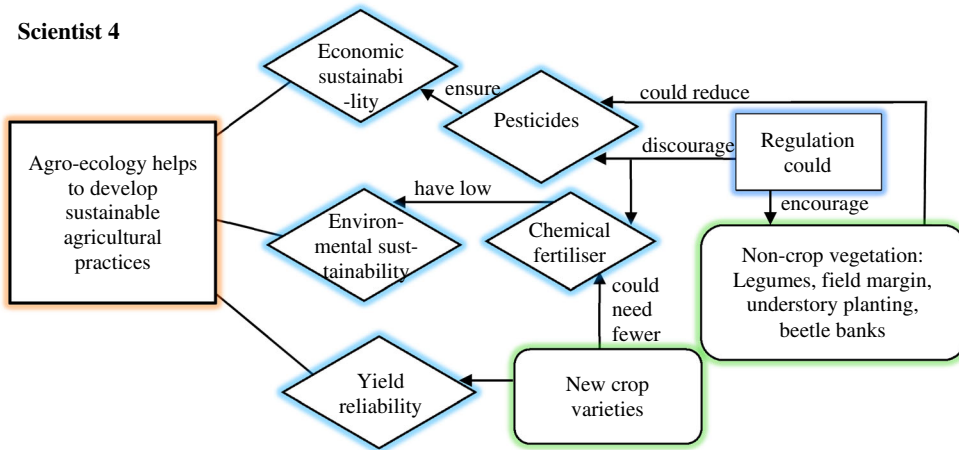 Scientist 4
Economic
sustainabi
-lity
ensure
Pesticides
could reduce
discourage
Regulation
could
encourage
Agro-ecology helps
to develop
sustainable
agricultural
practices
have low
Environ-
mental sust-
tainability
Chemical
fertiliser
Non-crop vegetation:
Legumes, field margin,
understory planting,
beetle banks
could
need
fewer
Yield
reliability
New crop
varieties